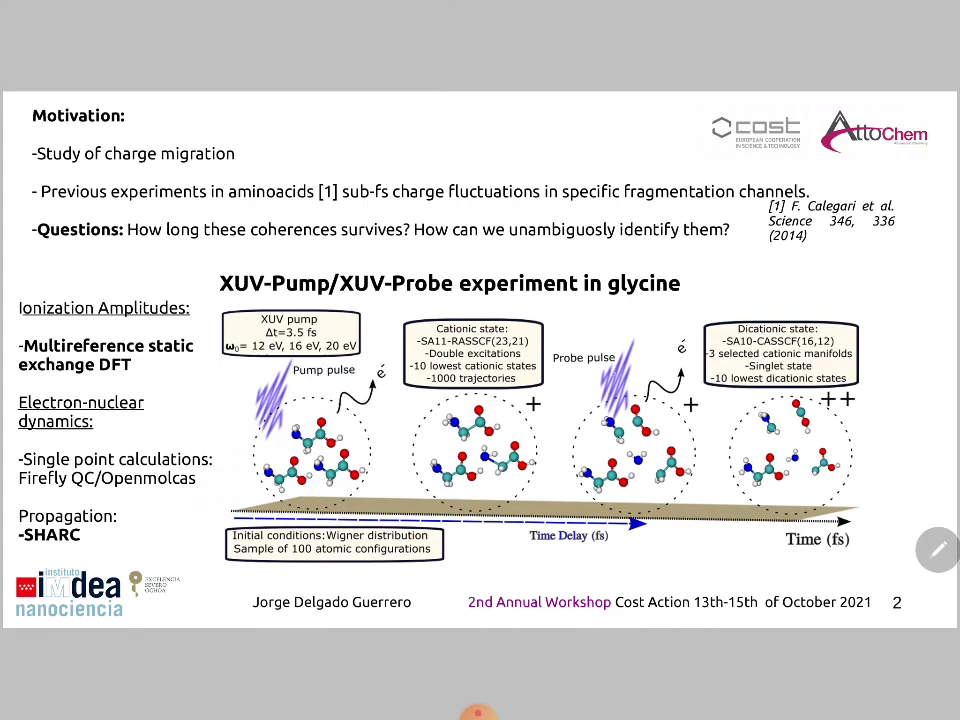 Motivation:
-Study of charge migration
- Previous experiments in aminoacids [1] sub-fs charge fluctuations in specific fragmentation channels.
[1] F. Calegari et al.
Science 346, 336
(2014)
-Questions: How long these coherences survives? How can we unambiguosly identify them?
cost
EUROPEAN COOPERATION
IN SCIENCE & TECHNOLOGY
AttoChem
XUV-Pump/XUV-Probe experiment in glycine
Ionization Amplitudes:
-Multireference static
exchange DFT
Electron-nuclear
dynamics:
-Single point calculations:
Firefly QC/Openmolcas
Propagation:
-SHARC
XUV pump
Δt=3.5 fs
ω₀= 12 eV, 16 eV, 20 eV
Pump pulse
e-
Cationic state:
-SA11-RASSCF(23,21)
-Double excitations
-10 lowest cationic states
-1000 trajectories
+
Probe pulse
e-
+
Dicationic state:
-SA10-CASSCF(16,12)
-3 selected cationic manifolds
-Singlet state
-10 lowest dicationic states
++
Initial conditions:Wigner distribution
Sample of 100 atomic configurations
Time Delay (fs)
Time (fs)
instituto
iMdea
nanociencia
EXCELENCIA
SEVERO
OCHOA
Jorge Delgado Guerrero
2nd Annual Workshop Cost Action 13th-15th of October 2021
2